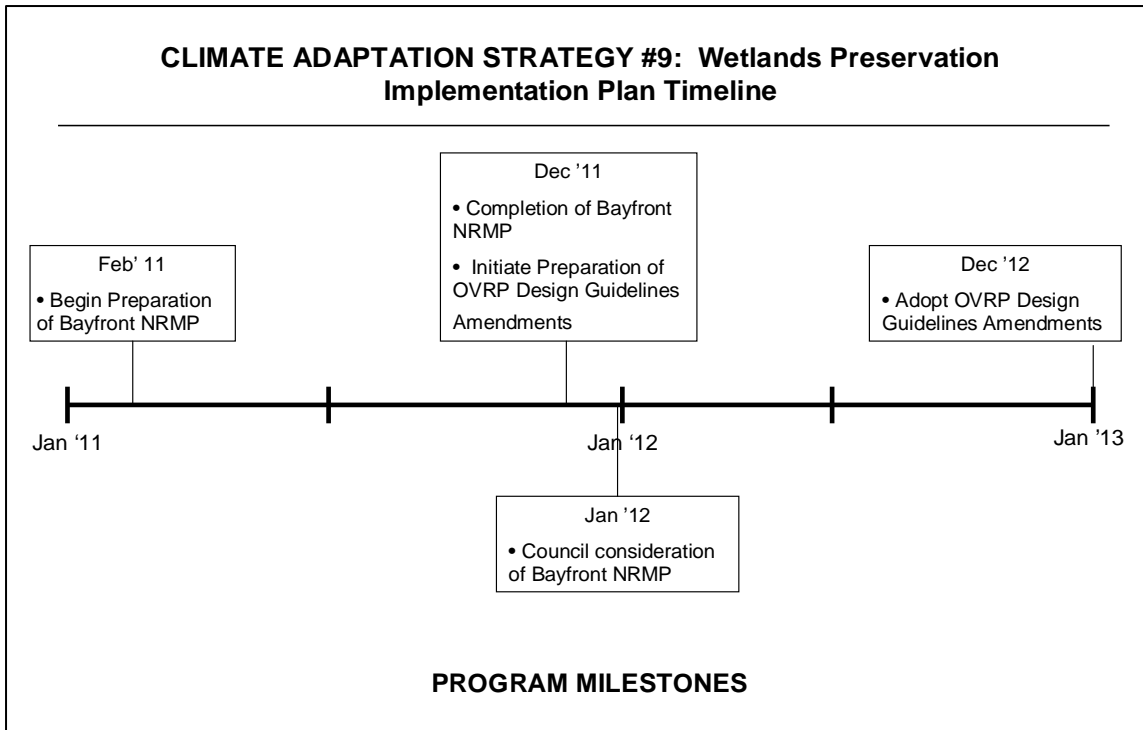 CLIMATE ADAPTATION STRATEGY #9: Wetlands Preservation
Implementation Plan Timeline
Dec ’11
• Completion of Bayfront
NRMP
• Initiate Preparation of
OVRP Design Guidelines
Amendments
Feb’ 11
• Begin Preparation
of Bayfront NRMP
Dec ’12
• Adopt OVRP Design
Guidelines Amendments
Jan ‘11
Jan ‘12
Jan ’13
Jan ’12
• Council consideration
of Bayfront NRMP
PROGRAM MILESTONES